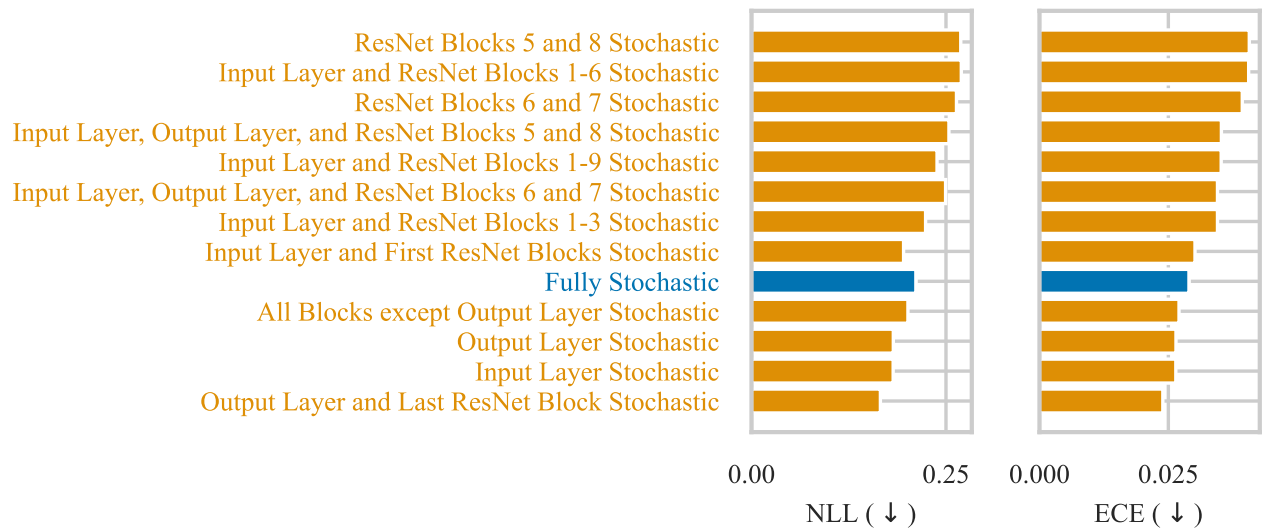 ResNet Blocks 5 and 8 Stochastic
Input Layer and ResNet Blocks 1-6 Stochastic
ResNet Blocks 6 and 7 Stochastic
Input Layer, Output Layer, and ResNet Blocks 5 and 8 Stochastic
Input Layer and ResNet Blocks 1-9 Stochastic
Input Layer, Output Layer, and ResNet Blocks 6 and 7 Stochastic
Input Layer and ResNet Blocks 1-3 Stochastic
Input Layer and First ResNet Blocks Stochastic
Fully Stochastic
All Blocks except Output Layer Stochastic
Output Layer Stochastic
Input Layer Stochastic
Output Layer and Last ResNet Block Stochastic
0.00 0.25 0.000 0.025
NLL ( ↓ ) ECE ( ↓ )